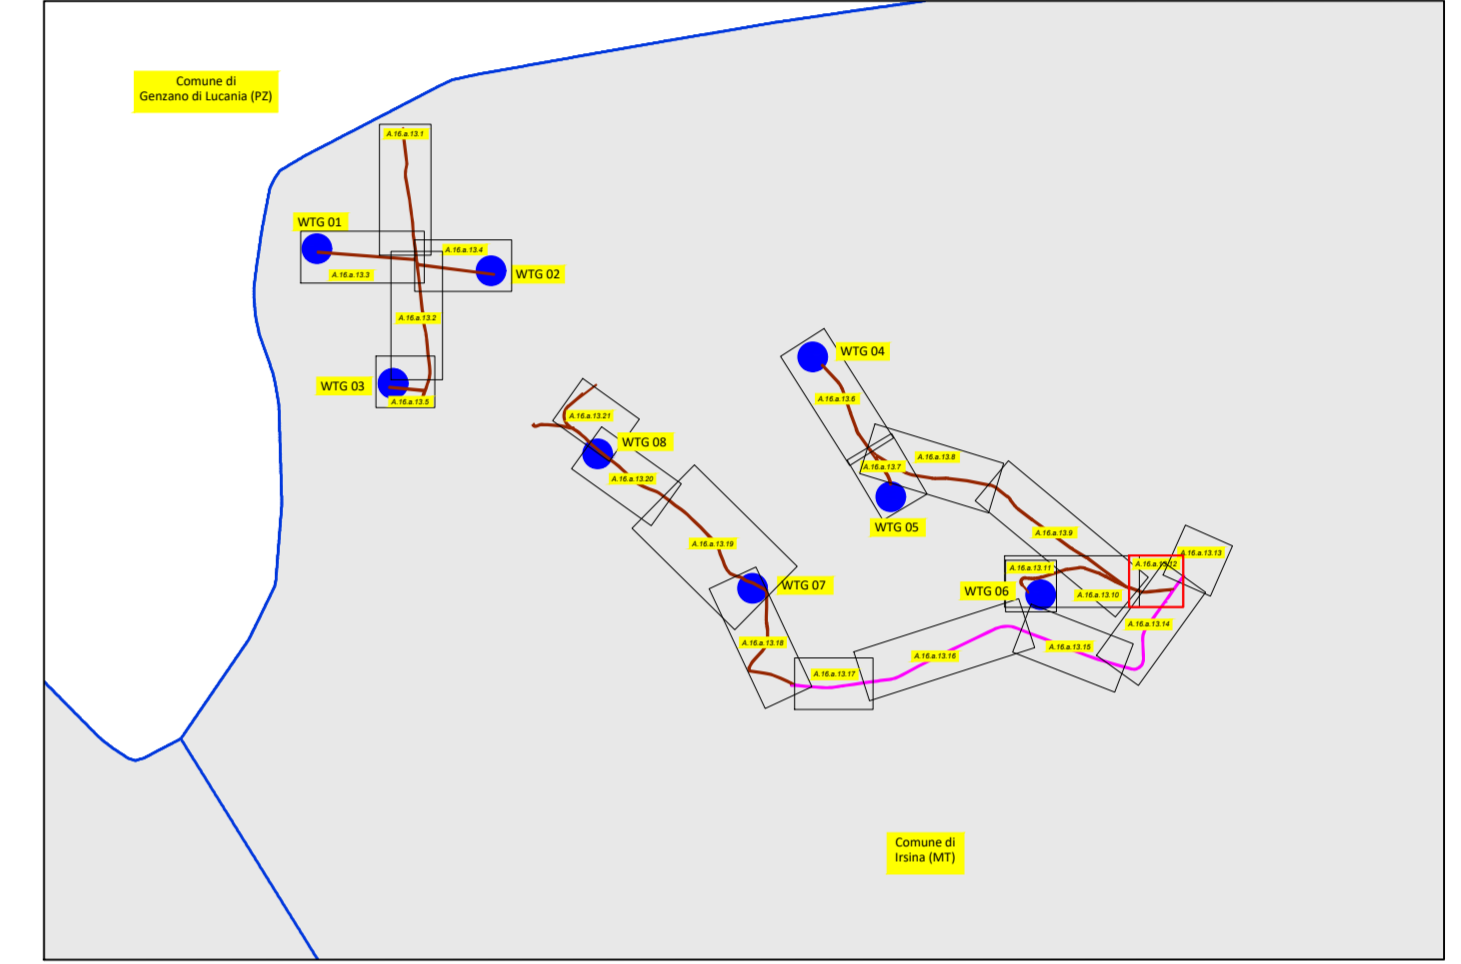 Comune di
Genzano di Lucania (PZ)
A.16.a.13.1
WTG 01
A.16.a.13.4
A.16.a.13.3
WTG 02
A.16.a.13.2
WTG 03
A.16.a.13.5
WTG 04
A.16.a.13.6
A.16.a.13.21
WTG 08
A.16.a.13.20
A.16.a.13.8
A.16.a.13.7
WTG 05
A.16.a.13.9
A.16.a.13.19
A.16.a.13.13
A.16.a.13.12
A.16.a.13.11
WTG 07
WTG 06
A.16.a.13.10
A.16.a.13.14
A.16.a.13.18
A.16.a.13.15
A.16.a.13.16
A.16.a.13.17
Comune di
Irsina (MT)